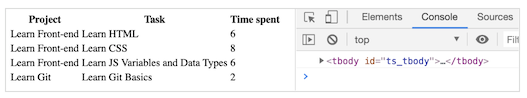 Project Task Time spent
Learn Front-end Learn HTML 6
Learn Front-end Learn CSS 8
Learn Front-end Learn JS Variables and Data Types 6
Learn Git Learn Git Basics 2
Elements Console Sources
top Filter
<tbody id="ts_tbody">…</tbody>